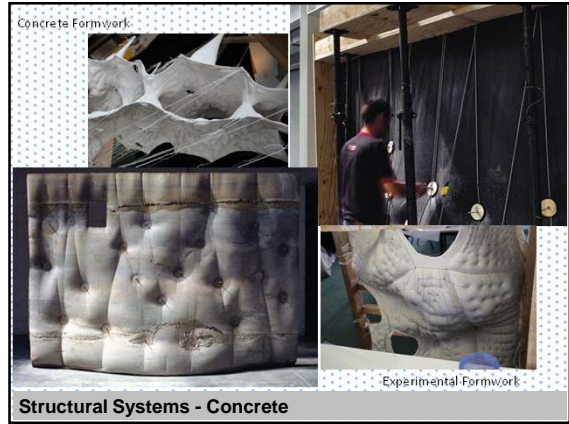 Concrete Formwork
Experimental Formwork
Structural Systems - Concrete